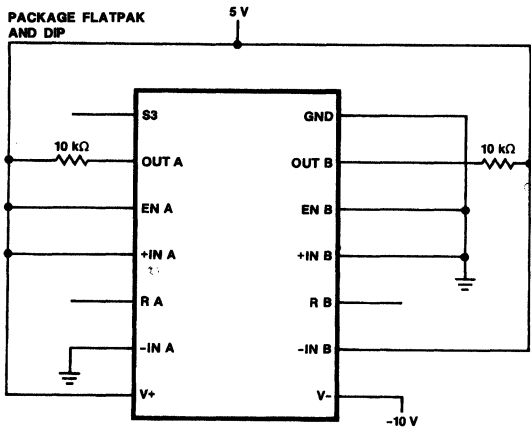 PACKAGE FLATPAK
AND DIP
5 V
S3
GND
10 kΩ
OUT A
OUT B
10 kΩ
EN A
EN B
+IN A
+IN B
R A
R B
-IN A
-IN B
V+
V-
-10 V